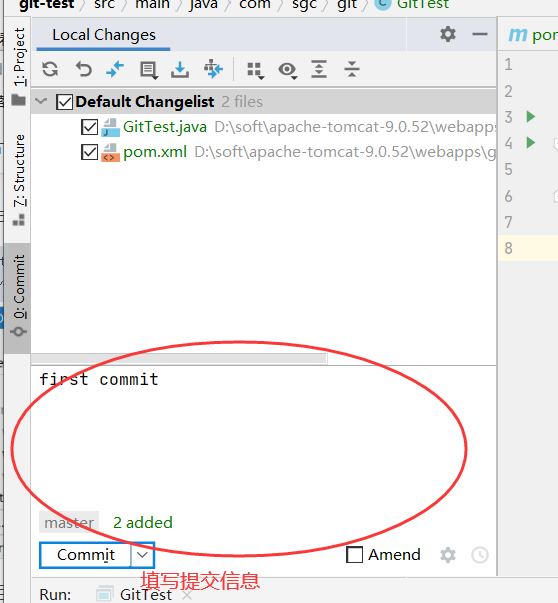 git-test / src / main / java / com / sgc / git / GitTest
1: Project
Local Changes
pom
Default Changelist 2 files
GitTest.java D:\soft\apache-tomcat-9.0.52\webapps
pom.xml D:\soft\apache-tomcat-9.0.52\webapps\g
7: Structure
0: Commit
1
2
3
4
5
6
7
8
first commit
master 2 added
Commit Amend
填写提交信息
Run: GitTest